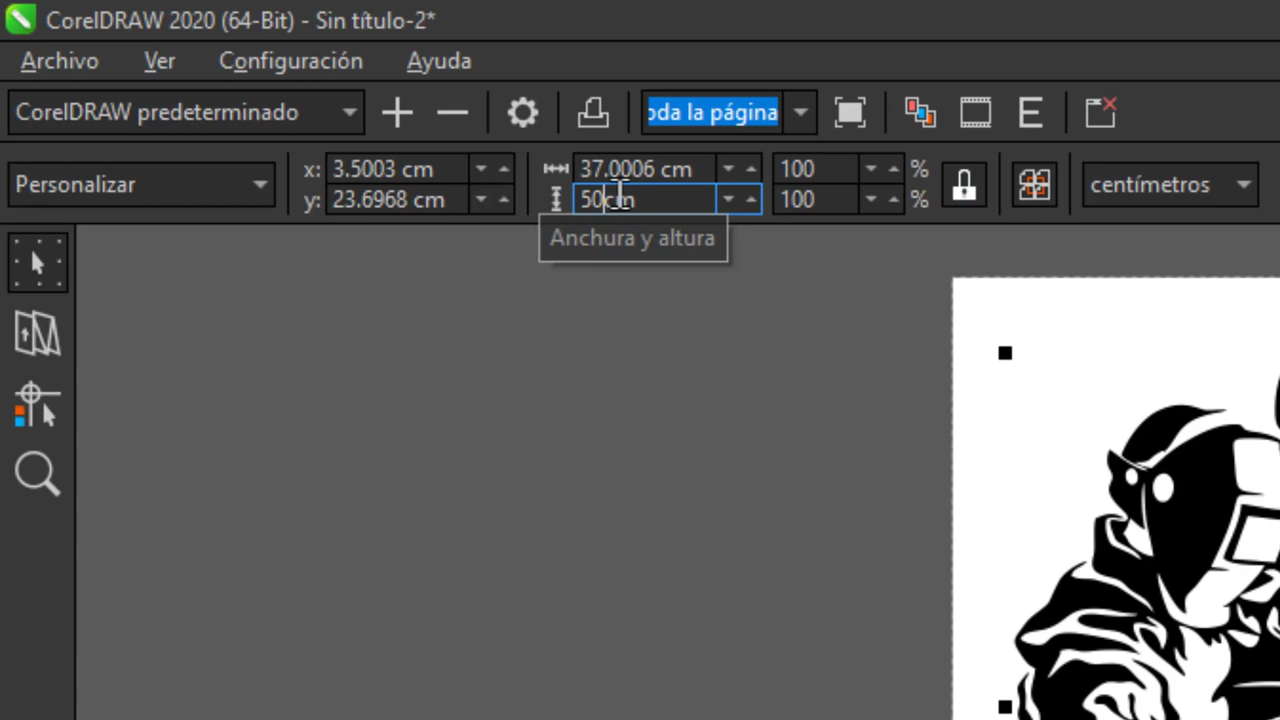 CorelDRAW 2020 (64-Bit) - Sin título-2*
Archivo Ver Configuración Ayuda
CorelDRAW predeterminado oda la página E
Personalizar x: 3.5003 cm 37.0006 cm 100 % centímetros
y: 23.6968 cm 50cm 100 %
Anchura y altura